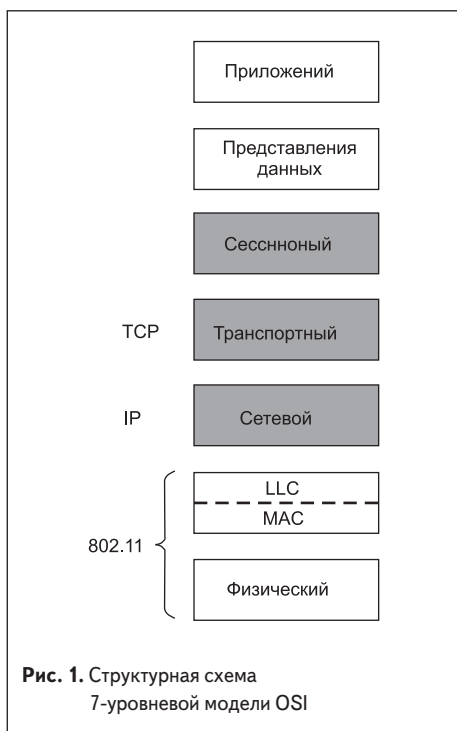 Приложений
Представления
данных
Сесснноный
TCP
Транспортный
IP
Сетевой
LLC
MAC
802.11
Физический
Рис. 1. Структурная схема
7-уровневой модели OSI